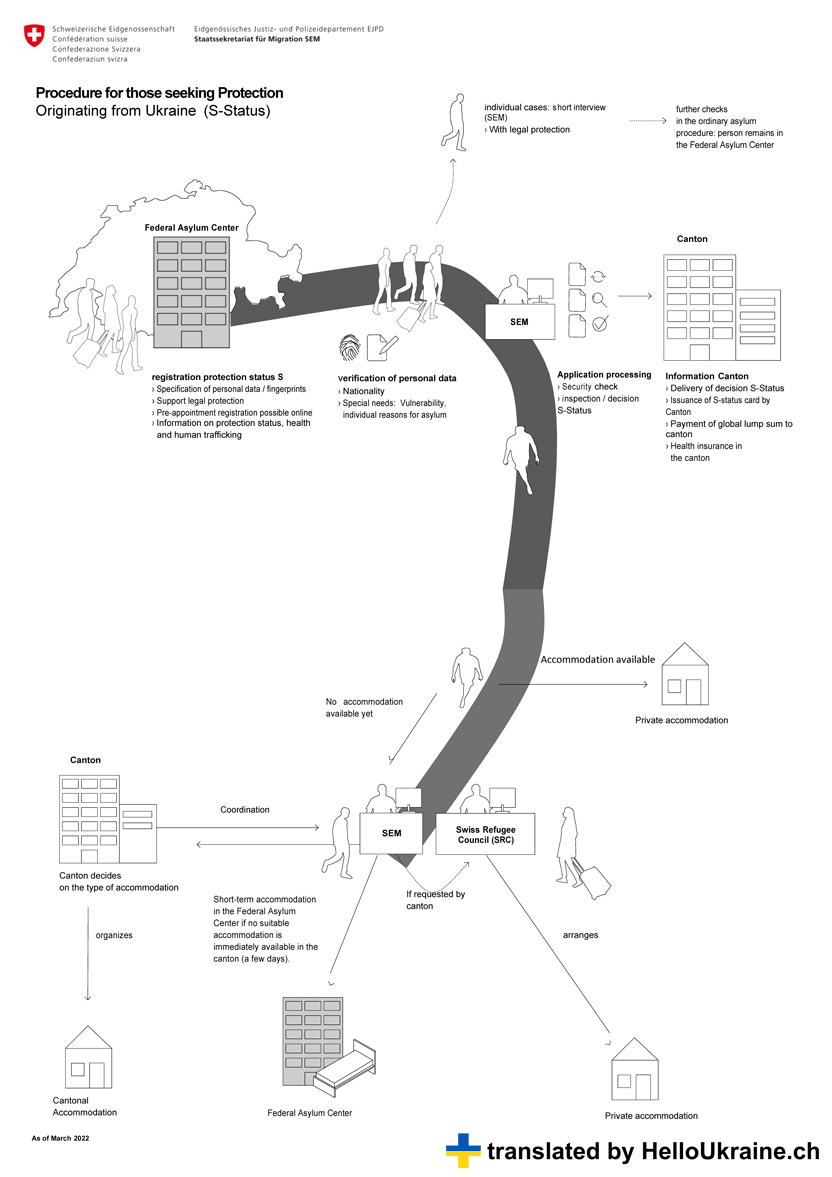 Schweizerische Eidgenossenschaft
Confédération suisse
Confederazione Svizzera
Confederaziun svizra
Eidgenössisches Justiz- und Polizeidepartement EJPD
Staatssekretariat für Migration SEM
Procedure for those seeking Protection
Originating from Ukraine (S-Status)
individual cases: short interview
(SEM)
› With legal protection
further checks
in the ordinary asylum
procedure: person remains in
the Federal Asylum Center
Federal Asylum Center
Canton
SEM
registration protection status S
› Specification of personal data / fingerprints
› Support legal protection
› Pre-appointment registration possible online
› Information on protection status, health
and human trafficking
verification of personal data
› Nationality
› Special needs: Vulnerability,
individual reasons for asylum
Application processing
› Security check
› inspection / decision
S-Status
Information Canton
› Delivery of decision S-Status
› Issuance of S-status card by
Canton
› Payment of global lump sum to
canton
› Health insurance in
the canton
Accommodation available
Private accommodation
No accommodation
available yet
Canton
Coordination
SEM
Swiss Refugee
Council (SRC)
Canton decides
on the type of accommodation
If requested by
canton
Short-term accommodation
in the Federal Asylum
Center if no suitable
accommodation is
immediately available in the
canton (a few days).
organizes
arranges
Cantonal
Accommodation
Federal Asylum Center
Private accommodation
As of March 2022
translated by HelloUkraine.ch